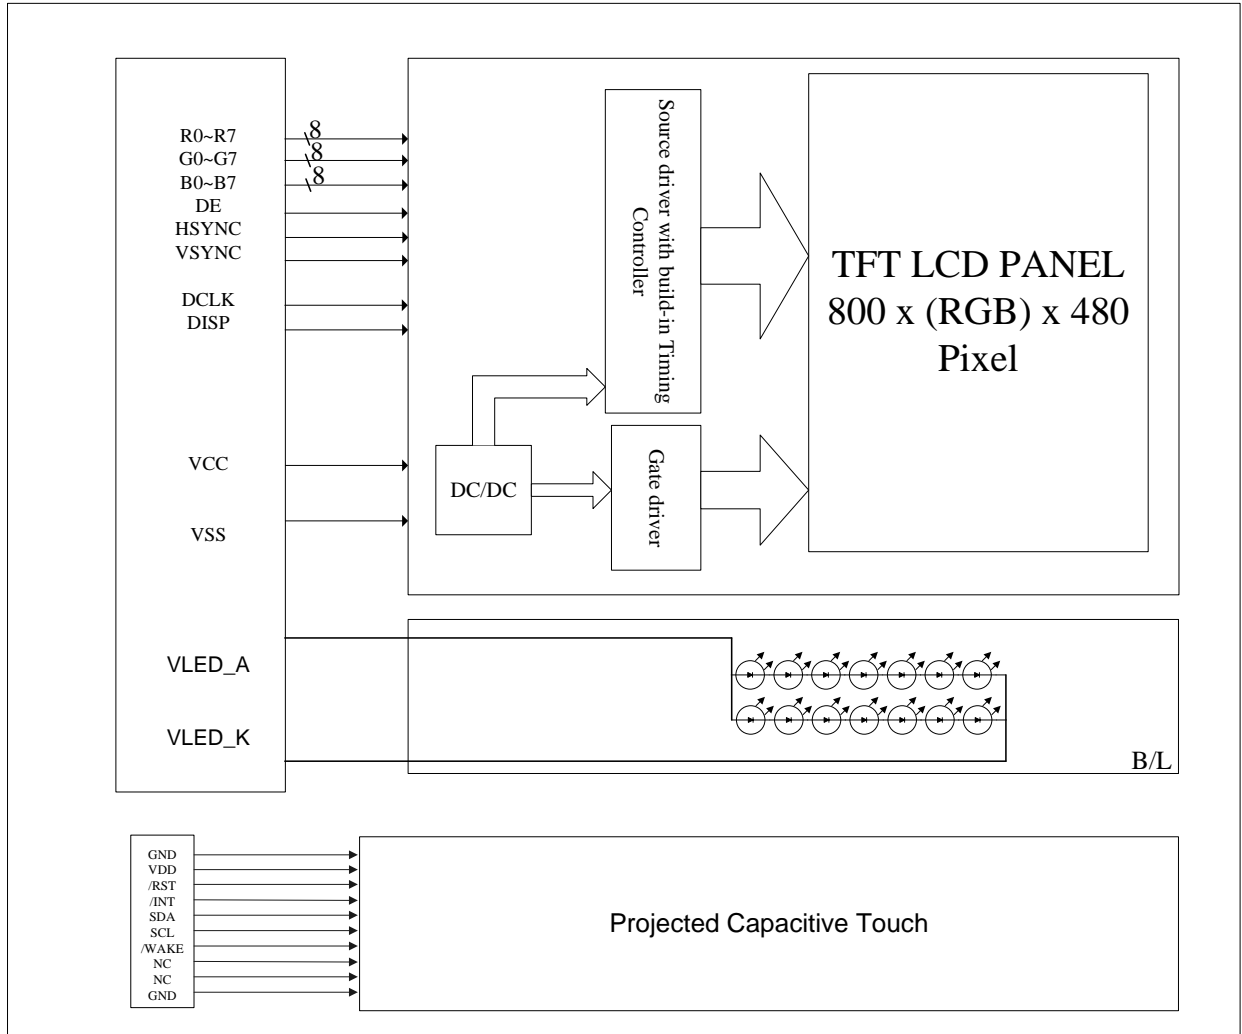 R0~R7
8
G0~G7
8
B0~B7
8
DE
HSYNC
VSYNC
DCLK
DISP
VCC
VSS
VLED_A
VLED_K
Source driver with build-in Timing
Controller
DC/DC
Gate driver
TFT LCD PANEL
800 x (RGB) x 480
Pixel
B/L
GND
VDD
/RST
/INT
SDA
SCL
/WAKE
NC
NC
GND
Projected Capacitive Touch